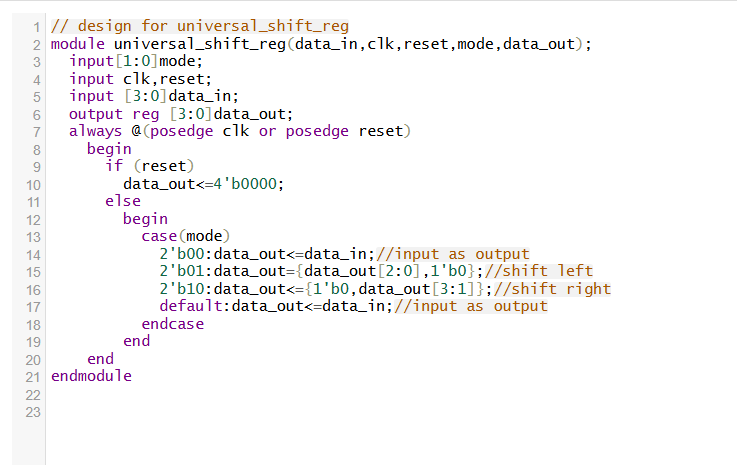 1 // design for universal_shift_reg
2 module universal_shift_reg(data_in,clk,reset,mode,data_out);
3 input[1:0]mode;
4 input clk,reset;
5 input [3:0]data_in;
6 output reg [3:0]data_out;
7 always @(posedge clk or posedge reset)
8 begin
9 if (reset)
10 data_out<=4'b0000;
11 else
12 begin
13 case(mode)
14 2'b00:data_out<=data_in;//input as output
15 2'b01:data_out={data_out[2:0],1'b0};//shift left
16 2'b10:data_out<={1'b0,data_out[3:1]};//shift right
17 default:data_out<=data_in;//input as output
18 endcase
19 end
20 end
21 endmodule
22
23